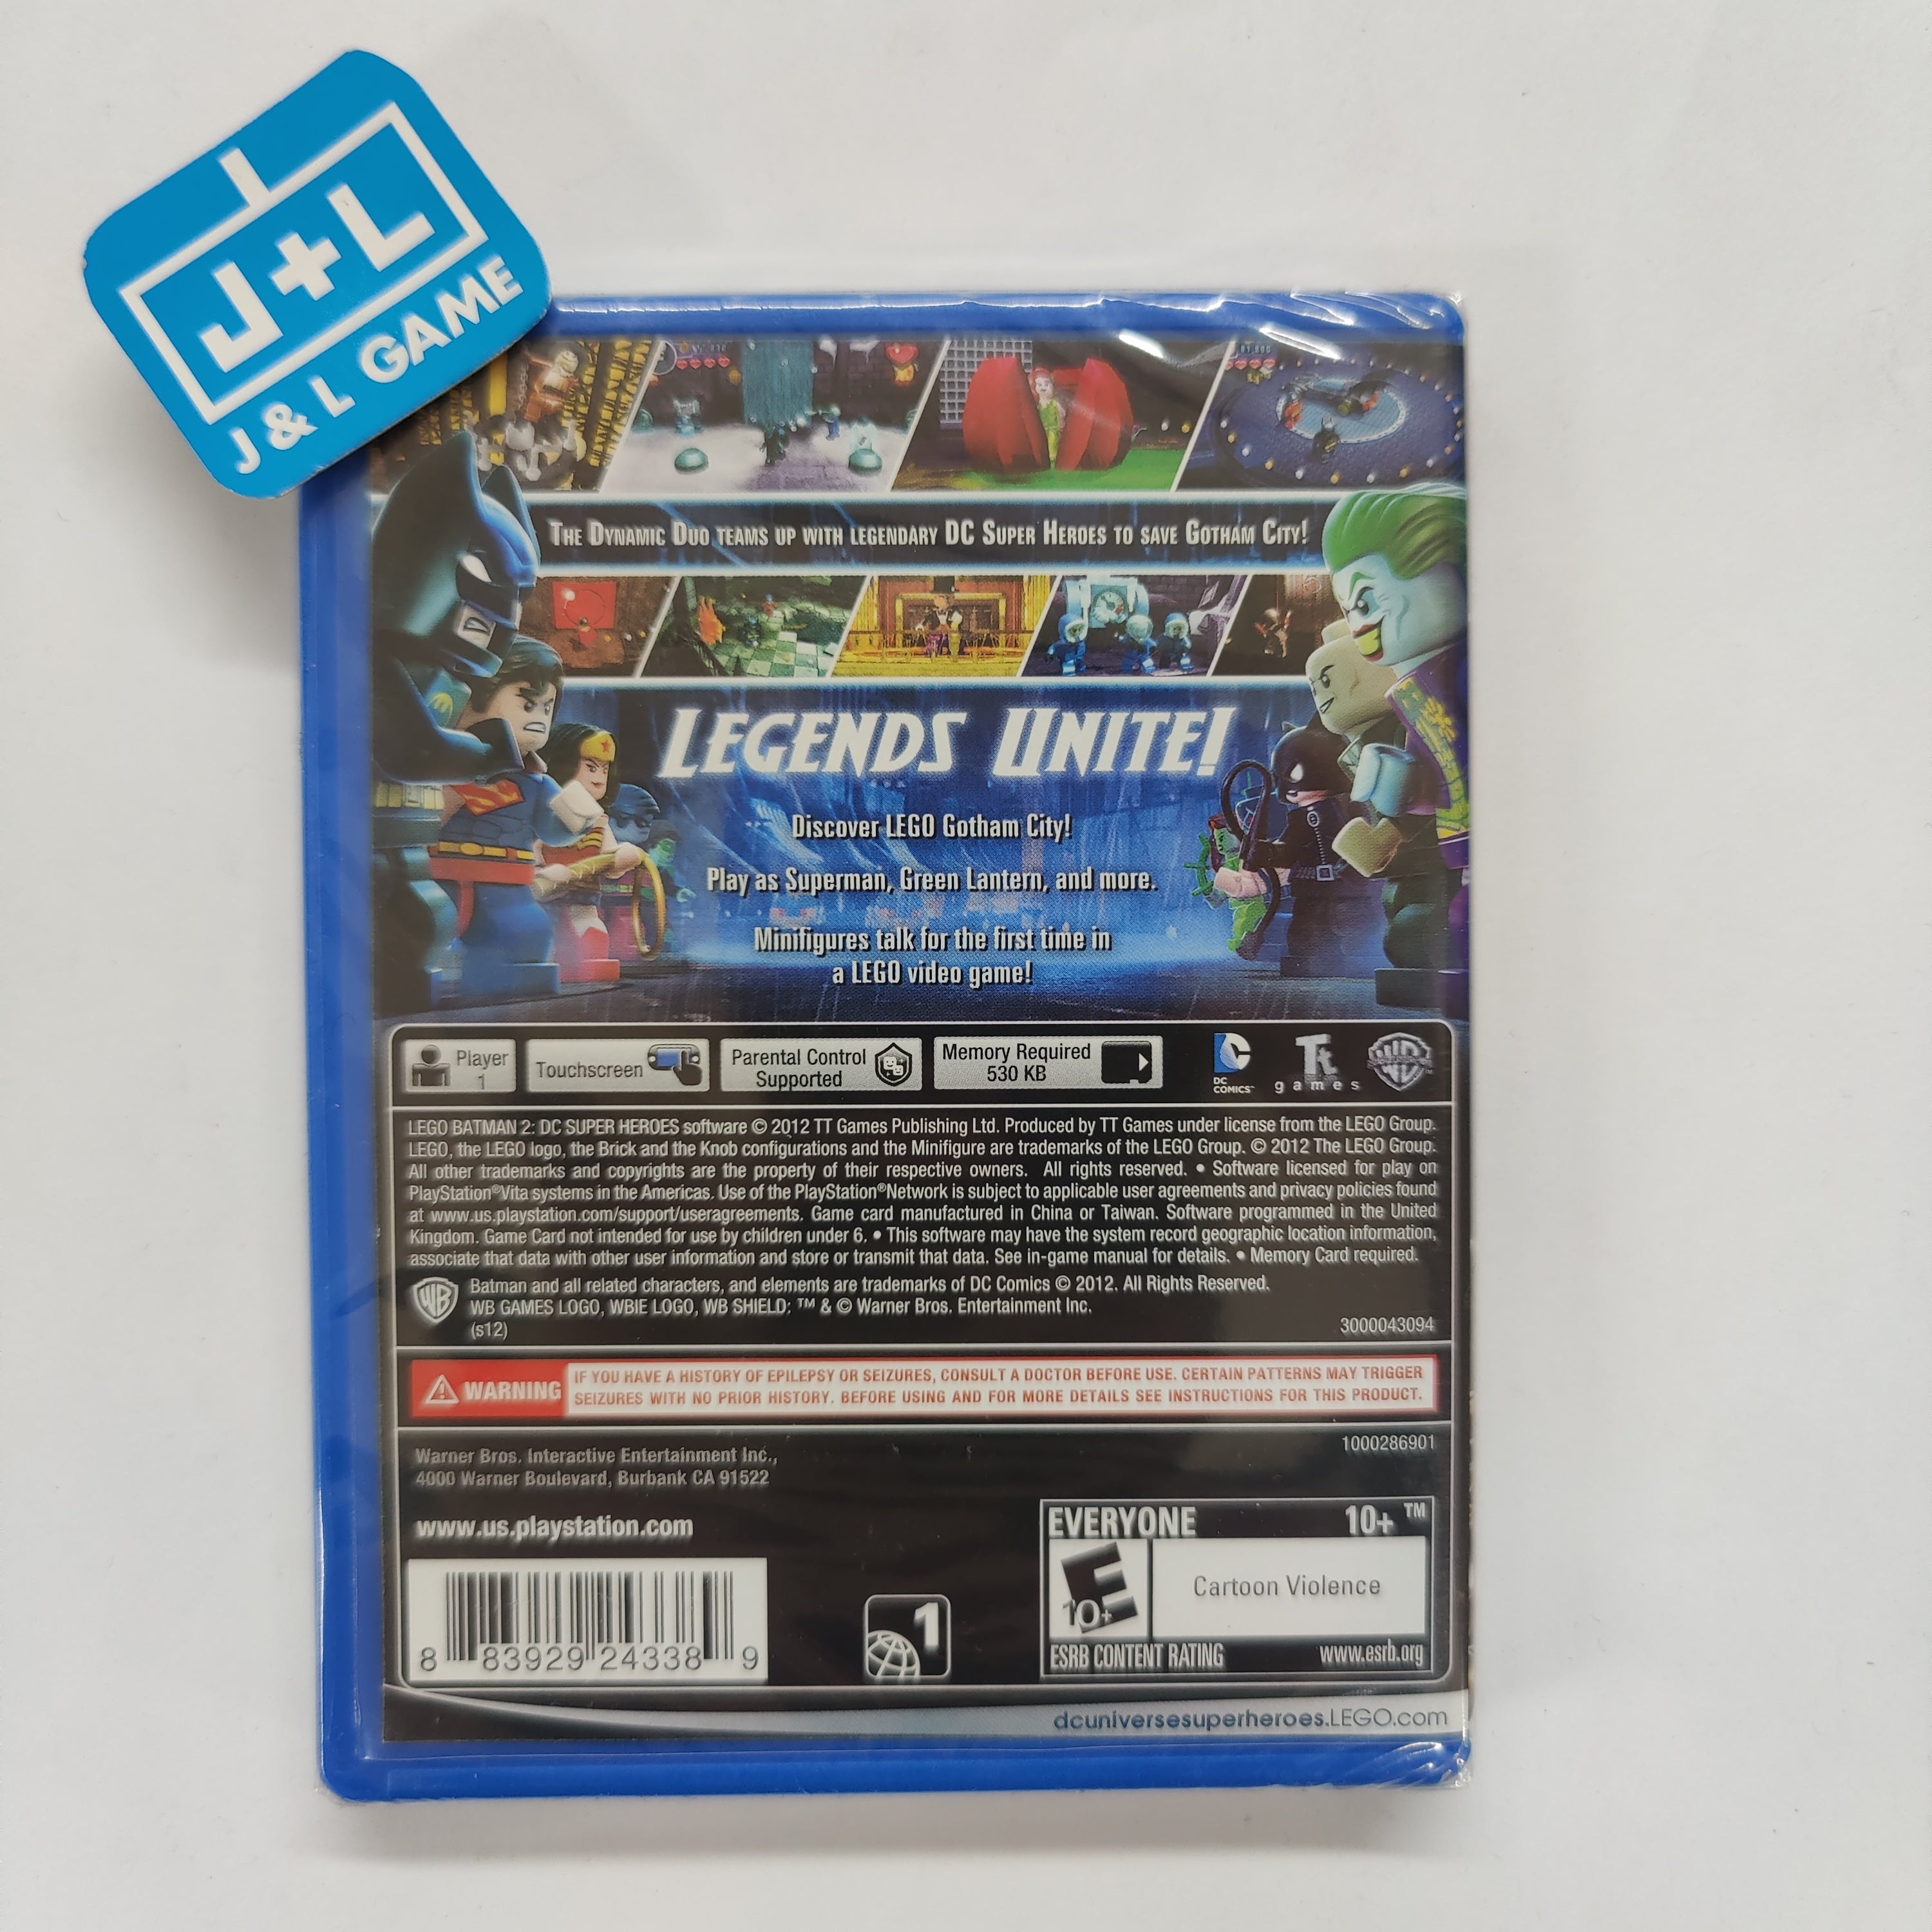 J+L
J & L GAME
THE DYNAMIC DUO TEAMS UP WITH LEGENDARY DC SUPER HEROES TO SAVE GOTHAM CITY!
LEGENDS UNITE!
Discover LEGO Gotham City!
Play as Superman, Green Lantern, and more.
Minifigures talk for the first time in
a LEGO video game!
Player
1
Touchscreen
Parental Control
Supported
Memory Required
530 KB
DC
COMICS™
Tt
games
WB
LEGO BATMAN 2: DC SUPER HEROES software © 2012 TT Games Publishing Ltd. Produced by TT Games under license from the LEGO Group.
LEGO, the LEGO logo, the Brick and the Knob configurations and the Minifigure are trademarks of the LEGO Group. © 2012 The LEGO Group.
All other trademarks and copyrights are the property of their respective owners. All rights reserved. • Software licensed for play on
PlayStation®Vita systems in the Americas. Use of the PlayStation®Network is subject to applicable user agreements and privacy policies found
at www.us.playstation.com/support/useragreements. Game card manufactured in China or Taiwan. Software programmed in the United
Kingdom. Game Card not intended for use by children under 6. • This software may have the system record geographic location information,
associate that data with other user information and store or transmit that data. See in-game manual for details. • Memory Card required.
WB
Batman and all related characters, and elements are trademarks of DC Comics © 2012. All Rights Reserved.
WB GAMES LOGO, WBIE LOGO, WB SHIELD: ™ & © Warner Bros. Entertainment Inc.
(s12)
3000043094
WARNING
IF YOU HAVE A HISTORY OF EPILEPSY OR SEIZURES, CONSULT A DOCTOR BEFORE USE. CERTAIN PATTERNS MAY TRIGGER
SEIZURES WITH NO PRIOR HISTORY. BEFORE USING AND FOR MORE DETAILS SEE INSTRUCTIONS FOR THIS PRODUCT.
Warner Bros. Interactive Entertainment Inc.,
4000 Warner Boulevard, Burbank CA 91522
1000286901
www.us.playstation.com
8 83929 24338 9
1
EVERYONE 10+ ™
E
10+
Cartoon Violence
ESRB CONTENT RATING www.esrb.org
dcuniversesuperheroes.LEGO.com